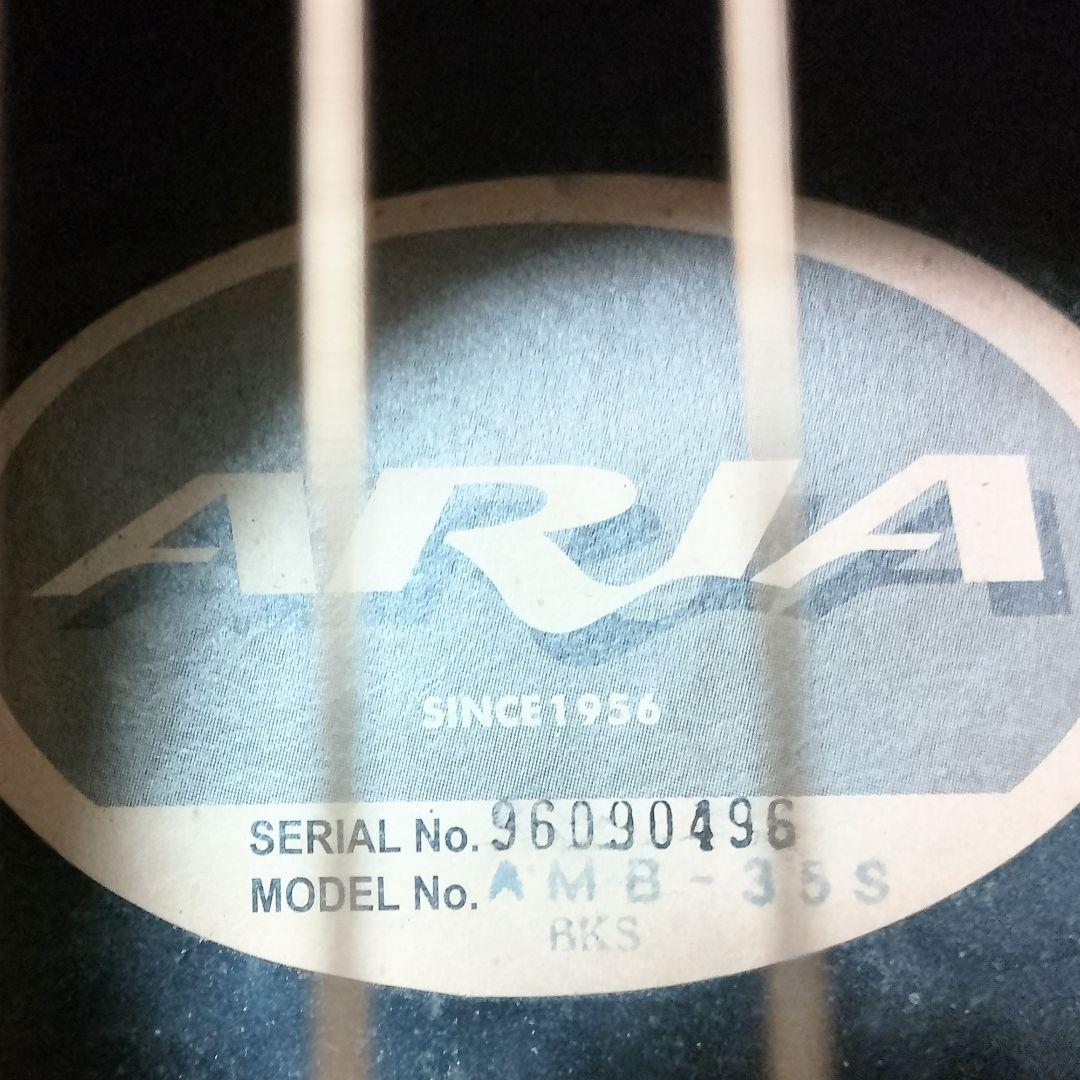 ARIA
SINCE1956
SERIAL No. 96090496
MODEL No. AMB-35S
BKS